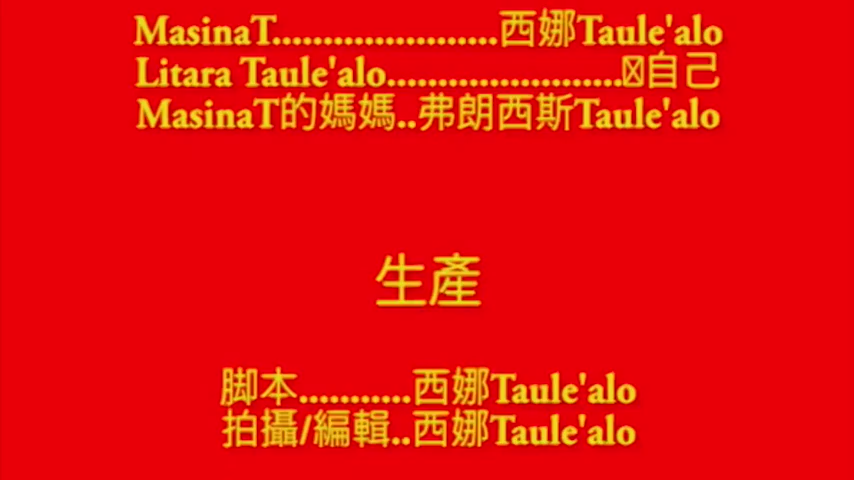 MasinaT......................西娜Taule'alo
Litara Taule'alo.......................自己
MasinaT的媽媽..弗朗西斯Taule'alo
生產
脚本...........西娜Taule'alo
拍攝/編輯..西娜Taule'alo